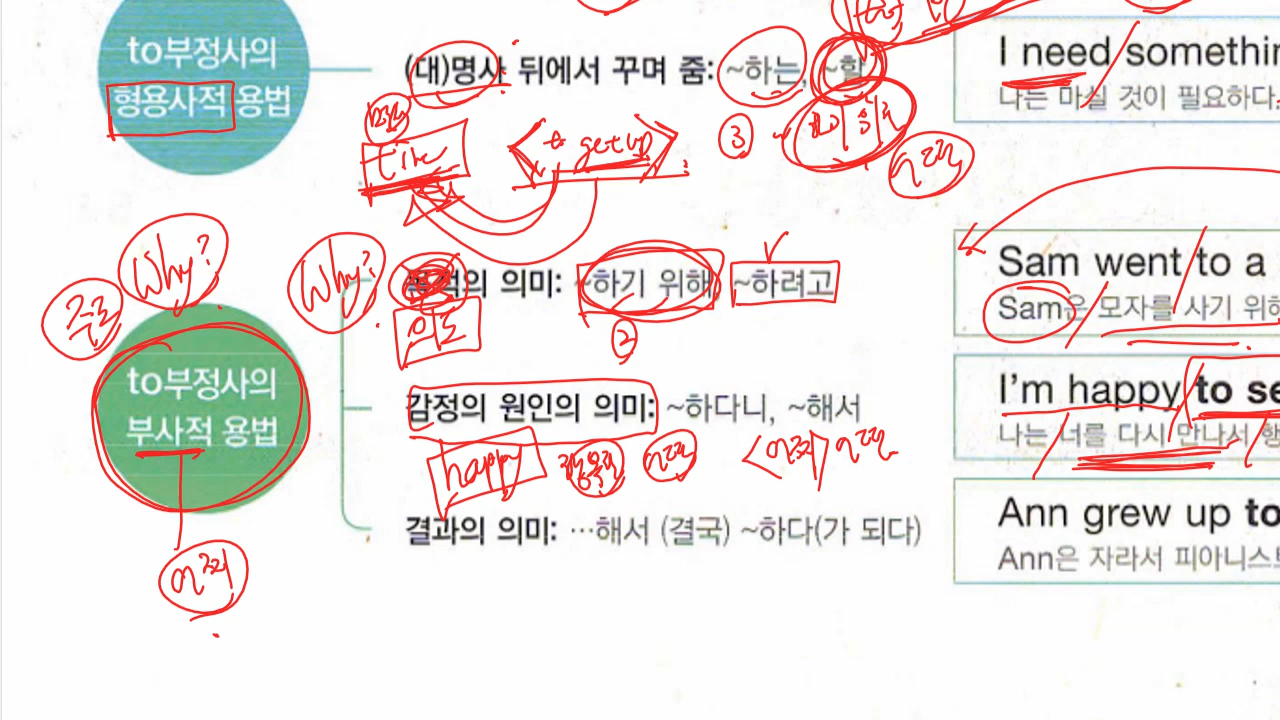 to부정사의
형용사적 용법
(대)명사 뒤에서 꾸며 줌: ~하는, ~할
I need somethin
나는 마실 것이 필요하다.
time
to get up
③
Why?
Why?
주로
의 의미: ~하기 위해, ~하려고
의도
②
Sam went to a
Sam은 모자를 사기 위해
to부정사의
부사적 용법
감정의 원인의 의미: ~하다니, ~해서
happy
I'm happy to se
나는 너를 다시 만나서 행
결과의 의미: …해서 (결국) ~하다(가 되다)
Ann grew up to
Ann은 자라서 피아니스트